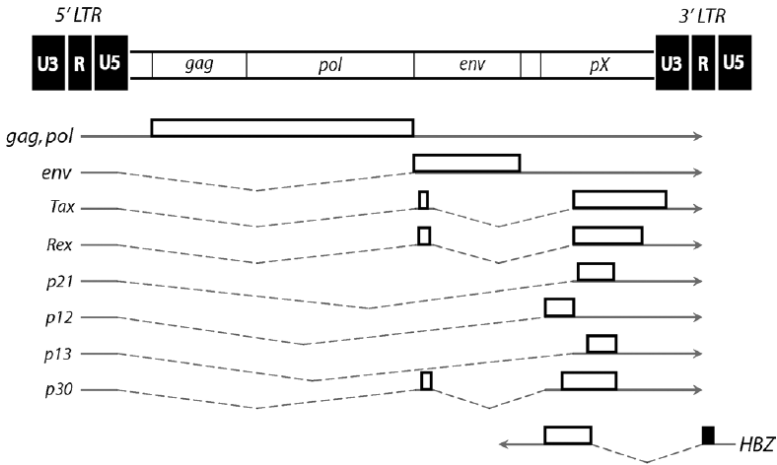 5′ LTR 3′ LTR
U3 R U5 gag pol env pX U3 R U5
gag, pol
env
Tax
Rex
p21
p12
p13
p30
HBZ